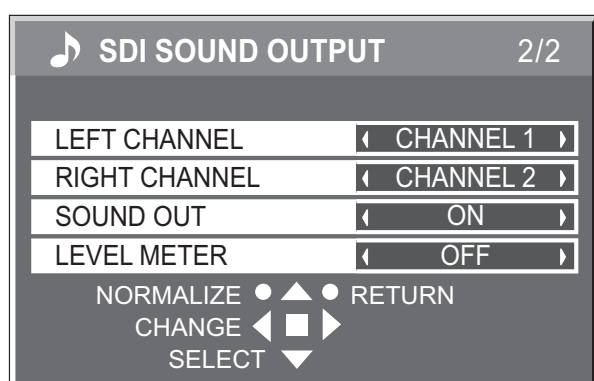 SDI SOUND OUTPUT 2/2
LEFT CHANNEL CHANNEL 1
RIGHT CHANNEL CHANNEL 2
SOUND OUT ON
LEVEL METER OFF
NORMALIZE RETURN
CHANGE
SELECT